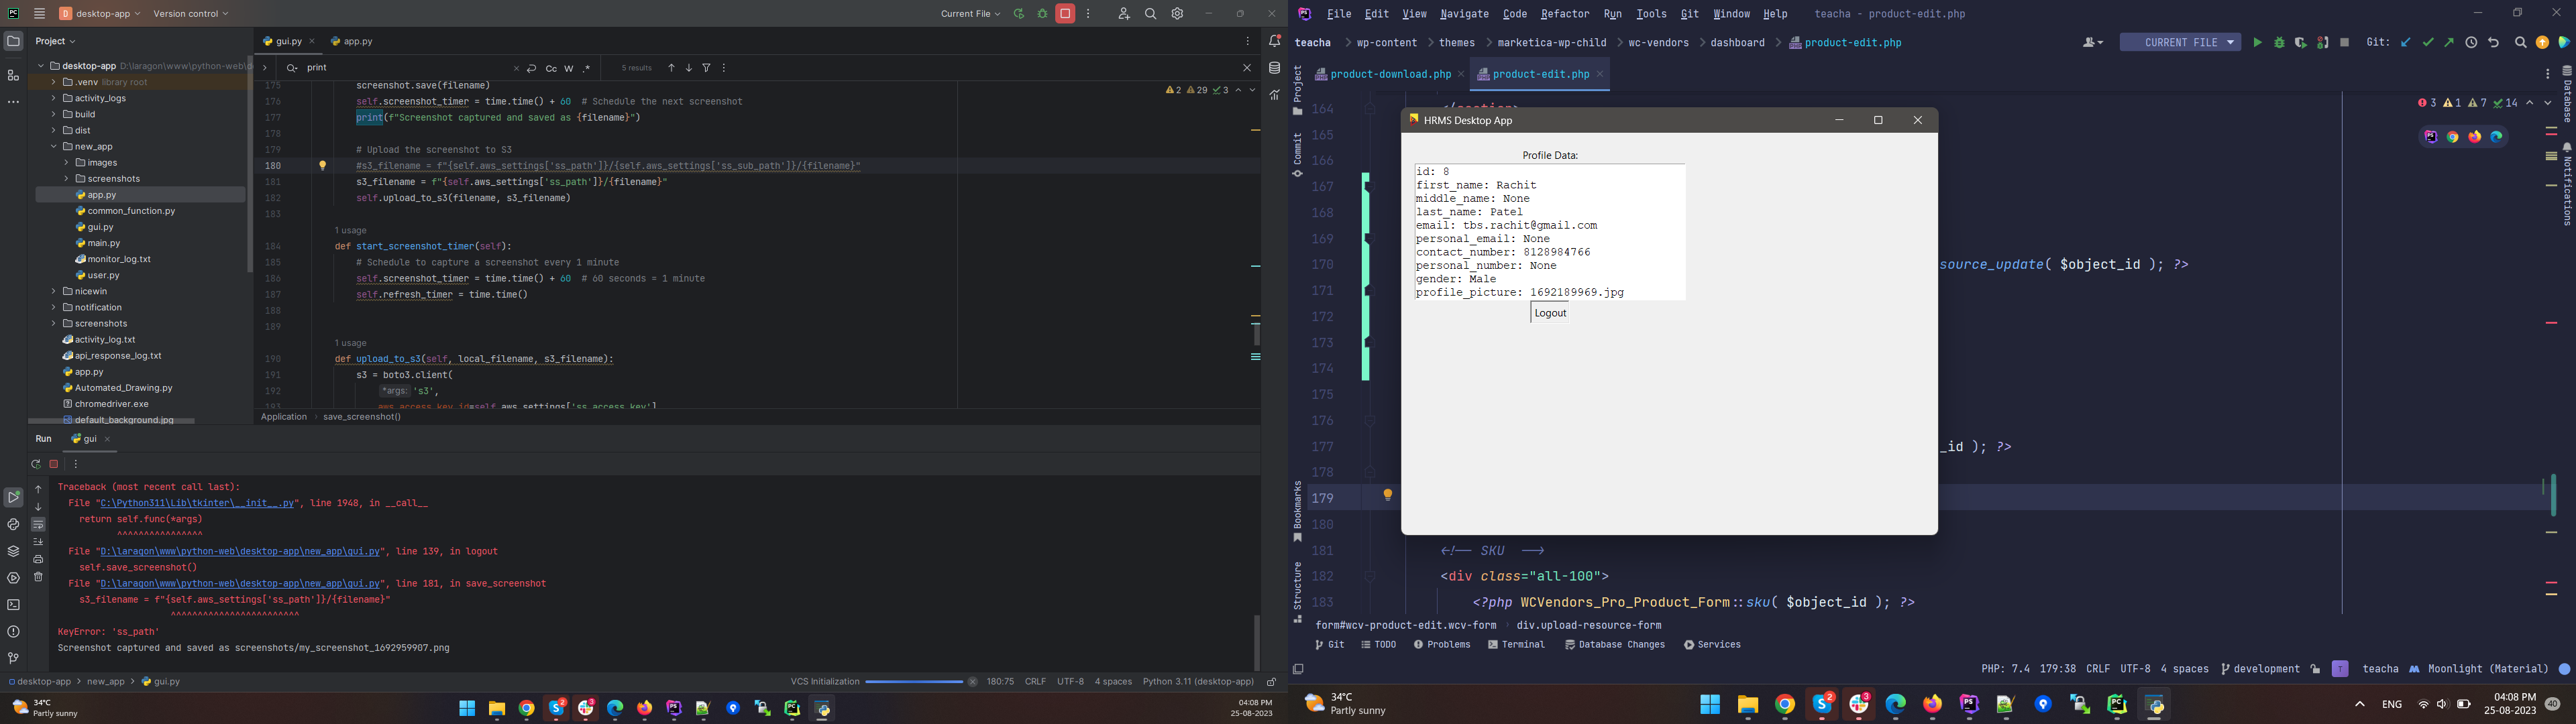 desktop-app
Version control
Current File
Project
gui.py
app.py
print
Cc
W
.*
5 results
desktop-app D:\laragon\www\python-web\d
.venv library root
activity_logs
build
dist
new_app
images
screenshots
app.py
common_function.py
gui.py
main.py
monitor_log.txt
user.py
nicewin
notification
screenshots
activity_log.txt
api_response_log.txt
app.py
Automated_Drawing.py
chromedriver.exe
default_background.jpg
2 29 3
175 screenshot.save(filename)
176 self.screenshot_timer = time.time() + 60 # Schedule the next screenshot
177 print(f"Screenshot captured and saved as {filename}")
178
179 # Upload the screenshot to S3
180 #s3_filename = f"{self.aws_settings['ss_path']}/{self.aws_settings['ss_sub_path']}/{filename}"
181 s3_filename = f"{self.aws_settings['ss_path']}/{filename}"
182 self.upload_to_s3(filename, s3_filename)
183
1 usage
184 def start_screenshot_timer(self):
185 # Schedule to capture a screenshot every 1 minute
186 self.screenshot_timer = time.time() + 60 # 60 seconds = 1 minute
187 self.refresh_timer = time.time()
188
189
1 usage
190 def upload_to_s3(self, local_filename, s3_filename):
191 s3 = boto3.client(
192 *args: 's3',
193 aws_access_key_id=self.aws_settings['ss_access_key'],
Application
save_screenshot()
Run
gui
Traceback (most recent call last):
File "C:\Python311\Lib\tkinter\__init__.py", line 1948, in __call__
return self.func(*args)
^^^^^^^^^^^^^^^^
File "D:\laragon\www\python-web\desktop-app\new_app\gui.py", line 139, in logout
self.save_screenshot()
File "D:\laragon\www\python-web\desktop-app\new_app\gui.py", line 181, in save_screenshot
s3_filename = f"{self.aws_settings['ss_path']}/{filename}"
^^^^^^^^^^^^^^^^^^^^^^^^
KeyError: 'ss_path'
Screenshot captured and saved as screenshots/my_screenshot_1692959907.png
desktop-app > new_app > gui.py
VCS Initialization
180:75 CRLF UTF-8 4 spaces Python 3.11 (desktop-app)
34°C
Partly sunny
04:08 PM
25-08-2023
File Edit View Navigate Code Refactor Run Tools Git Window Help teacha - product-edit.php
teacha > wp-content > themes > marketica-wp-child > wc-vendors > dashboard > product-edit.php
CURRENT FILE
Git:
product-download.php
product-edit.php
3 1 7 14
Project
Commit
Bookmarks
Structure
Database
Notifications
164
165
166
167
168
169
170 source_update( $object_id ); ?>
171
172
173
174
175
176
177 _id ); ?>
178
179
180
181 <!-- SKU -->
182 <div class="all-100">
183 <?php WCVendors_Pro_Product_Form::sku( $object_id ); ?>
HRMS Desktop App
Profile Data:
id: 8
first_name: Rachit
middle_name: None
last_name: Patel
email: tbs.rachit@gmail.com
personal_email: None
contact_number: 8128984766
personal_number: None
gender: Male
profile_picture: 1692189969.jpg
Logout
form#wcv-product-edit.wcv-form > div.upload-resource-form
Git TODO Problems Terminal Database Changes Services
PHP: 7.4 179:38 CRLF UTF-8 4 spaces development teacha Moonlight (Material)
34°C
Partly sunny
ENG
04:08 PM
25-08-2023
40